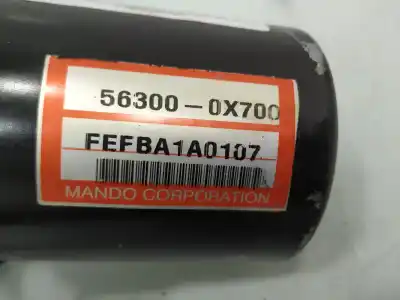 56300-0X700
FEFBA1A0107
MANDO CORPORATION